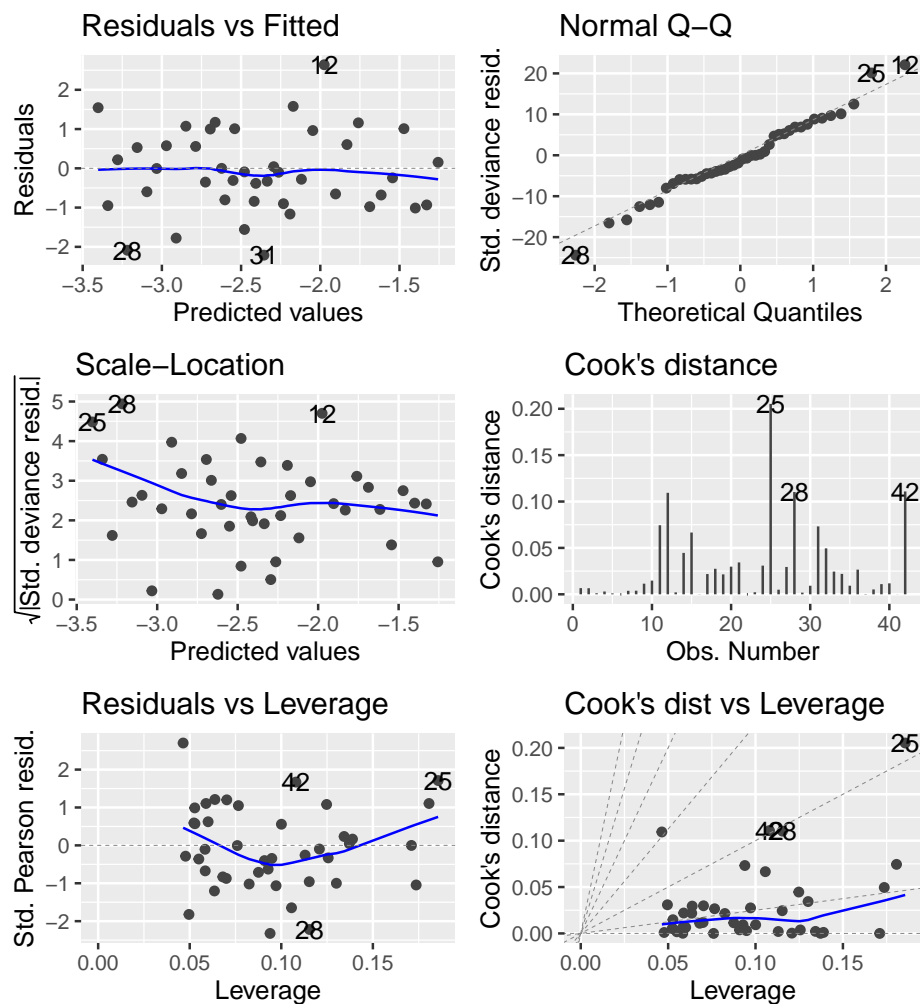 Residuals vs Fitted
Residuals
2
1
0
−1
−2
12
28
31
−3.5 −3.0 −2.5 −2.0 −1.5
Predicted values
Normal Q−Q
Std. deviance resid.
20
10
0
−10
−20
25
12
28
−2 −1 0 1 2
Theoretical Quantiles
Scale−Location
√|Std. deviance resid.|
5
4
3
2
1
0
25
28
12
−3.5 −3.0 −2.5 −2.0 −1.5
Predicted values
Cook's distance
Cook's distance
0.20
0.15
0.10
0.05
0.00
25
28
42
0 10 20 30 40
Obs. Number
Residuals vs Leverage
Std. Pearson resid.
2
1
0
−1
−2
42
25
28
0.00 0.05 0.10 0.15
Leverage
Cook's dist vs Leverage
Cook's distance
0.20
0.15
0.10
0.05
0.00
25
42
28
0.00 0.05 0.10 0.15
Leverage